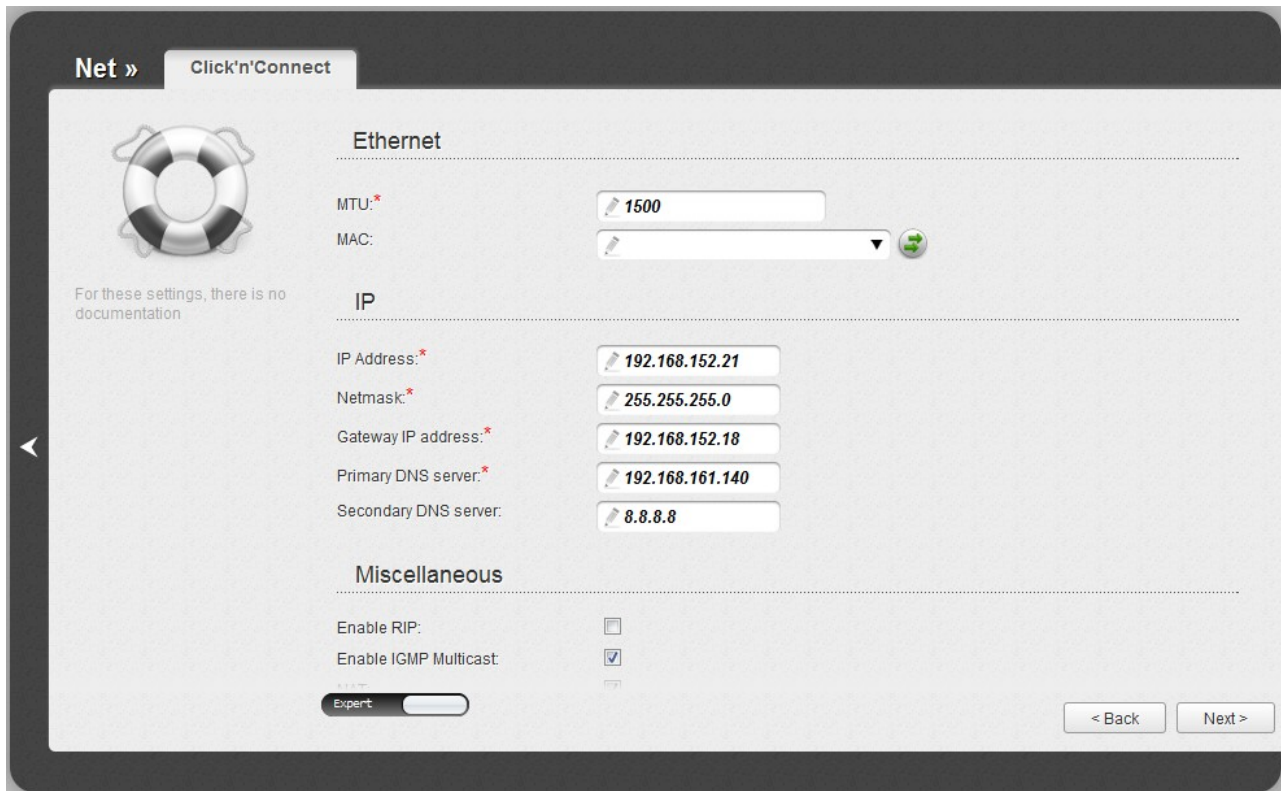 Net »
Click'n'Connect
For these settings, there is no
documentation
Ethernet
MTU:* 1500
MAC:
IP
IP Address:* 192.168.152.21
Netmask:* 255.255.255.0
Gateway IP address:* 192.168.152.18
Primary DNS server:* 192.168.161.140
Secondary DNS server: 8.8.8.8
Miscellaneous
Enable RIP:
Enable IGMP Multicast:
NAT:
Expert
< Back
Next >